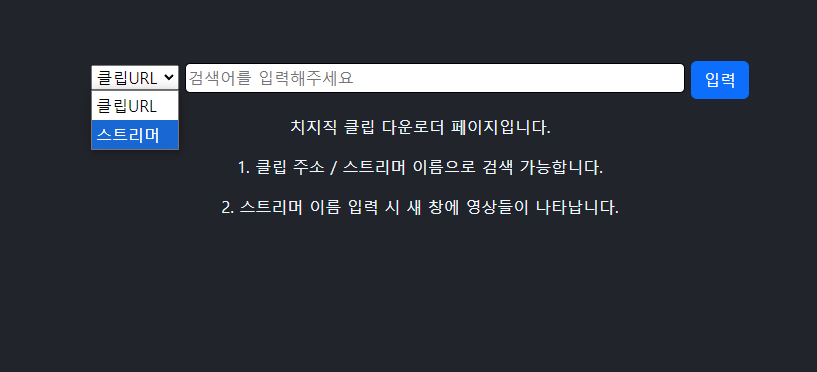 클립URL 검색어를 입력해주세요 입력
클립URL
스트리머
치지직 클립 다운로더 페이지입니다.
1. 클립 주소 / 스트리머 이름으로 검색 가능합니다.
2. 스트리머 이름 입력 시 새 창에 영상들이 나타납니다.